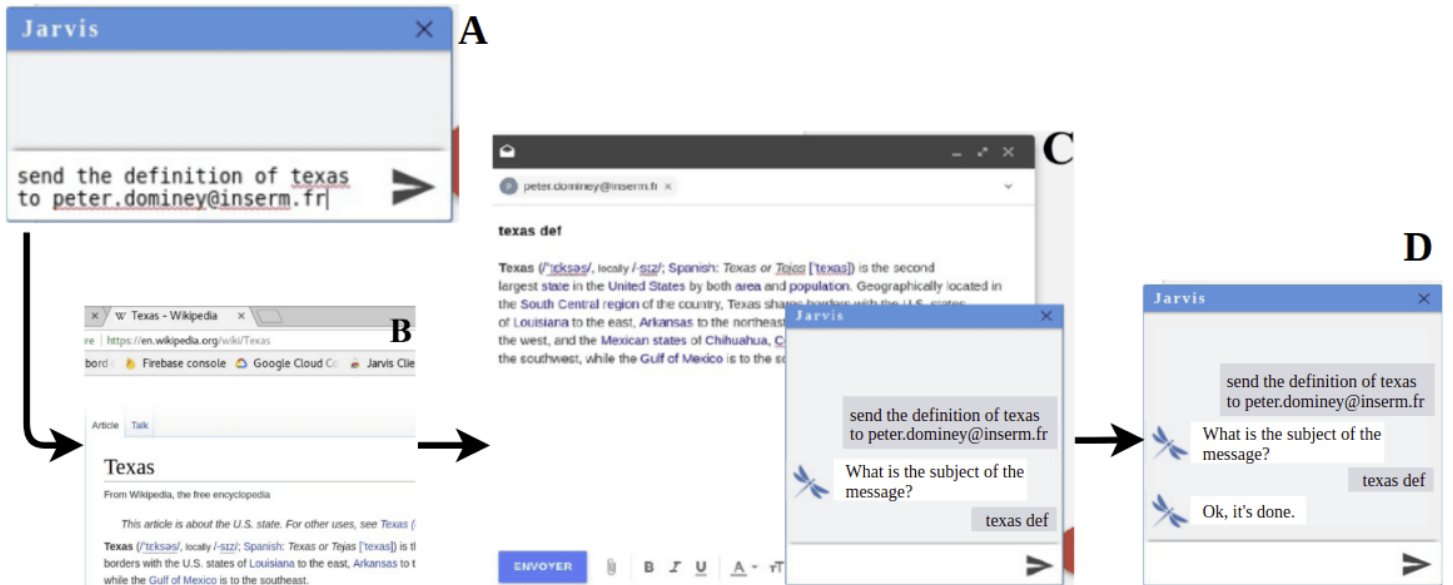 Jarvis
A
send the definition of texas
to peter.dominey@inserm.fr
W Texas - Wikipedia
B
https://en.wikipedia.org/wiki/Texas
bord
Firebase console
Google Cloud Co
Jarvis Clie
Article
Talk
Texas
From Wikipedia, the free encyclopedia
This article is about the U.S. state. For other uses, see Texas (
Texas (/ˈtɛksəs/, locally /-sɪz/; Spanish: Texas or Tejas [ˈtexas]) is tl
borders with the U.S. states of Louisiana to the east, Arkansas to t
while the Gulf of Mexico is to the southeast.
C
P peter.dominey@inserm.fr
texas def
Texas (/ˈtɛksəs/, locally /-sɪz/; Spanish: Texas or Tejas [ˈtexas]) is the second
largest state in the United States by both area and population. Geographically located in
the South Central region of the country, Texas shares borders with the U.S. states
of Louisiana to the east, Arkansas to the northeast
the west, and the Mexican states of Chihuahua, C
the southwest, while the Gulf of Mexico is to the so
ENVOYER
B I U A TT
Jarvis
send the definition of texas
to peter.dominey@inserm.fr
What is the subject of the
message?
texas def
D
Jarvis
send the definition of texas
to peter.dominey@inserm.fr
What is the subject of the
message?
texas def
Ok, it's done.